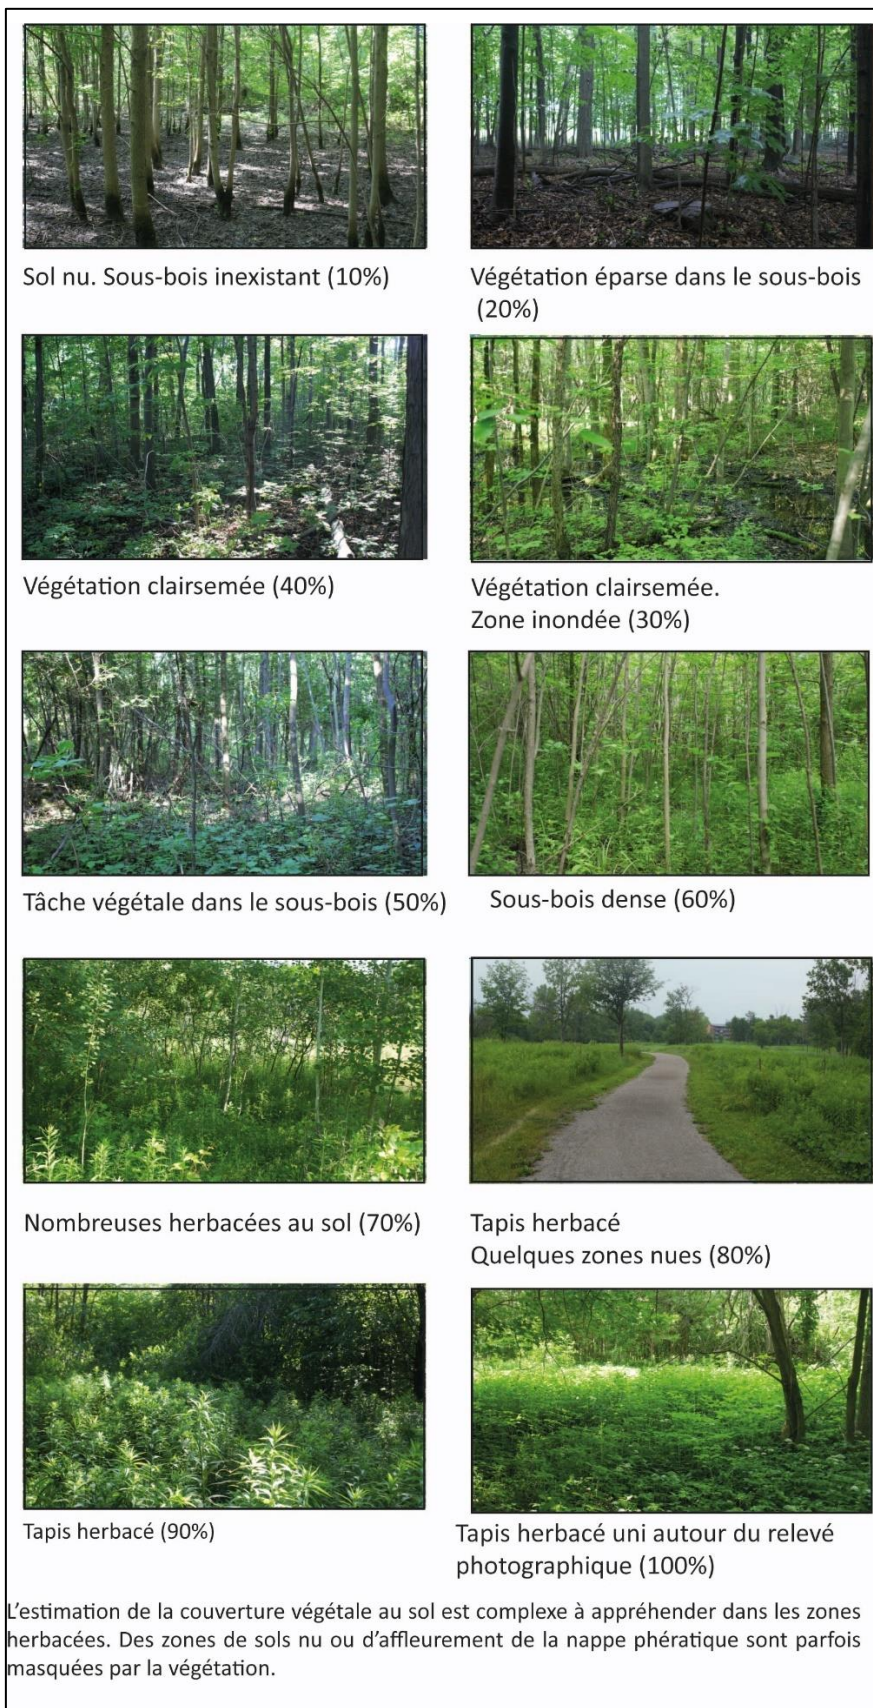 Sol nu. Sous-bois inexistant (10%)
Végétation éparse dans le sous-bois
(20%)
Végétation clairsemée (40%)
Végétation clairsemée.
Zone inondée (30%)
Tâche végétale dans le sous-bois (50%)
Sous-bois dense (60%)
Nombreuses herbacées au sol (70%)
Tapis herbacé
Quelques zones nues (80%)
Tapis herbacé (90%)
Tapis herbacé uni autour du relevé
photographique (100%)
L’estimation de la couverture végétale au sol est complexe à appréhender dans les zones
herbacées. Des zones de sols nu ou d’affleurement de la nappe phératique sont parfois
masquées par la végétation.